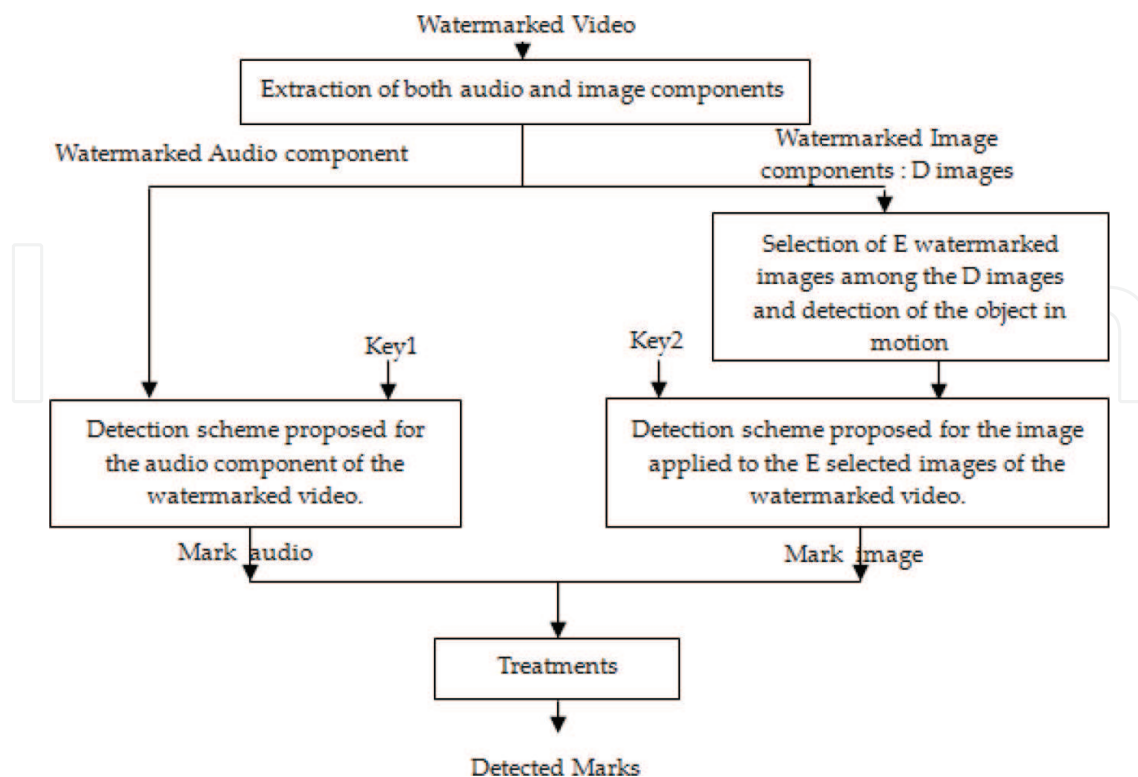 Watermarked Video
Extraction of both audio and image components
Watermarked Audio component
Watermarked Image
components : D images
Selection of E watermarked
images among the D images
and detection of the object in
motion
Key1
Key2
Detection scheme proposed for
the audio component of the
watermarked video.
Detection scheme proposed for the image
applied to the E selected images of the
watermarked video.
Mark audio
Mark image
Treatments
Detected Marks